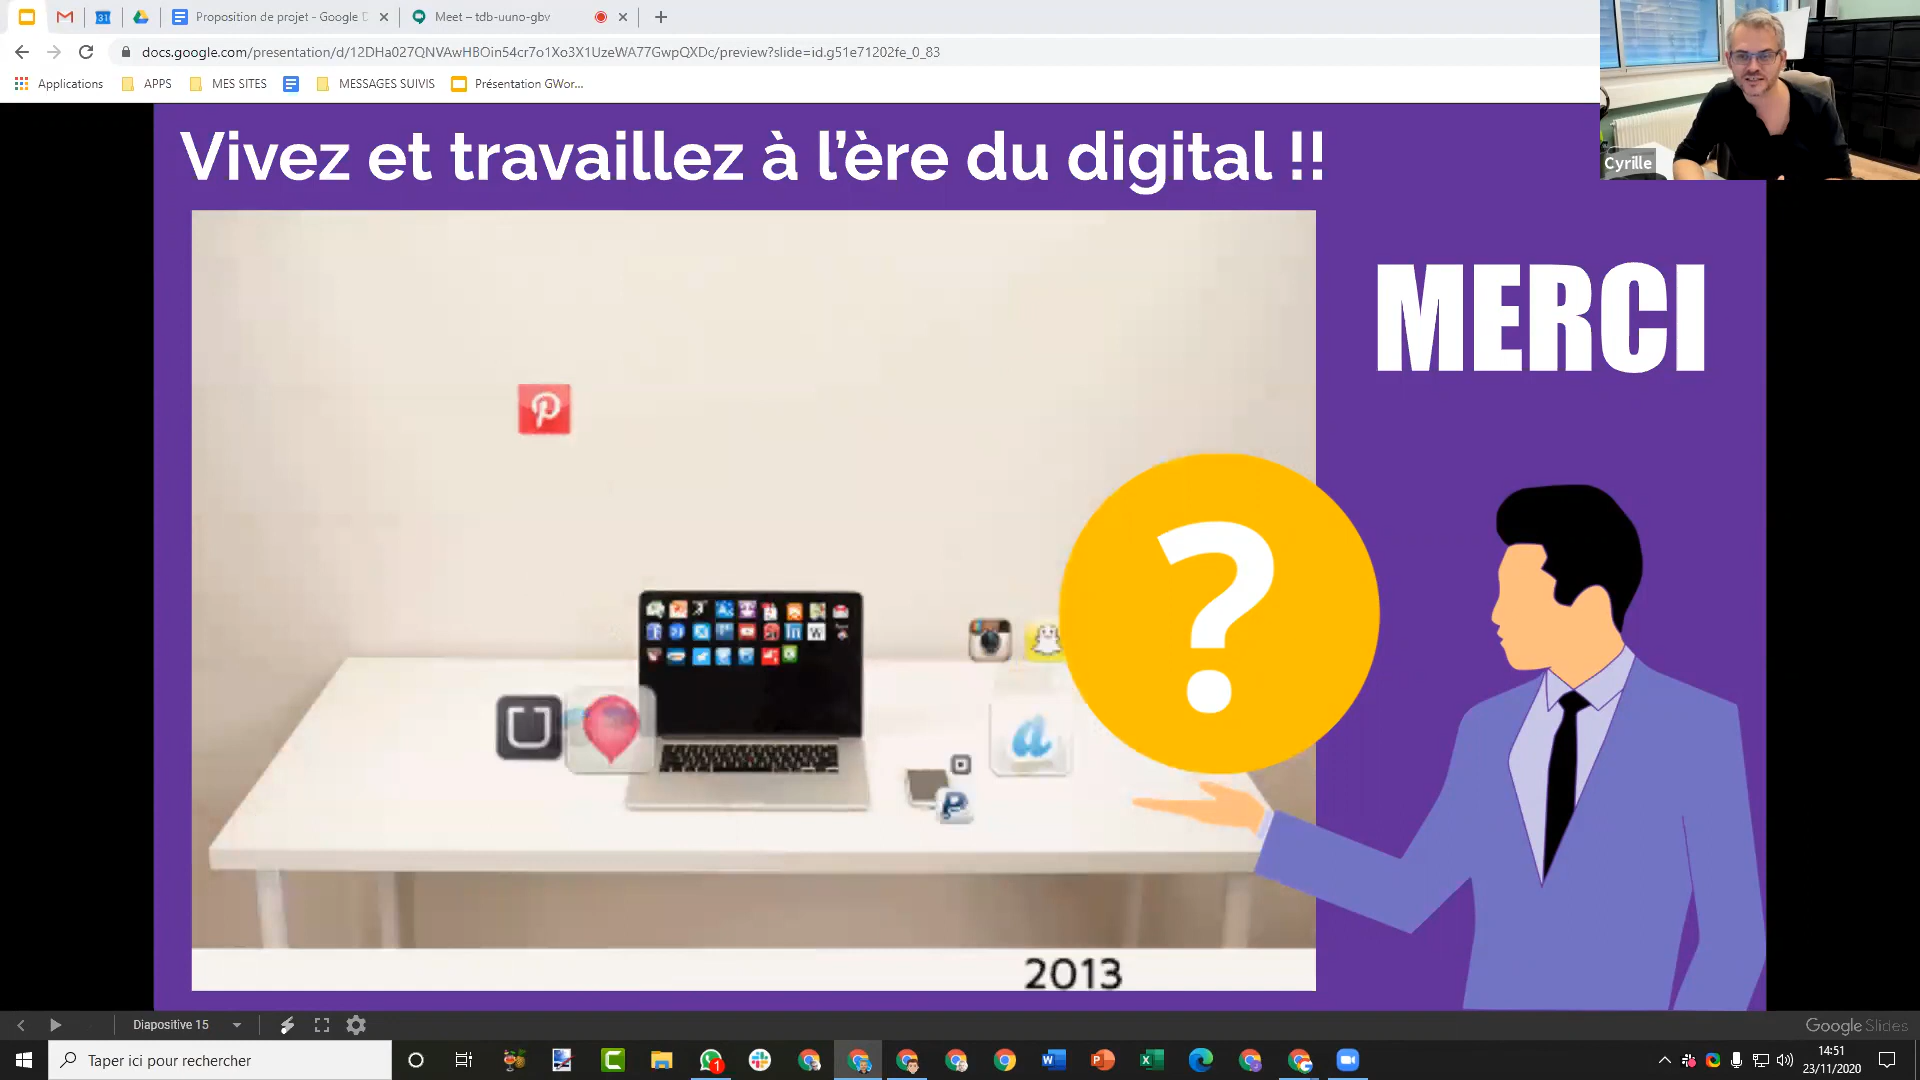 Proposition de projet - Google D
Meet – tdb-uuno-gbv
docs.google.com/presentation/d/12DHa027QNVAwHBOin54cr7o1Xo3X1UzeWA77GwpQXDc/preview?slide=id.g51e71202fe_0_83
Applications
APPS
MES SITES
MESSAGES SUIVIS
Présentation GWor...
Cyrille
Vivez et travaillez à l'ère du digital !!
MERCI
?
2013
Diapositive 15
Google Slides
Taper ici pour rechercher
1
14:51
23/11/2020